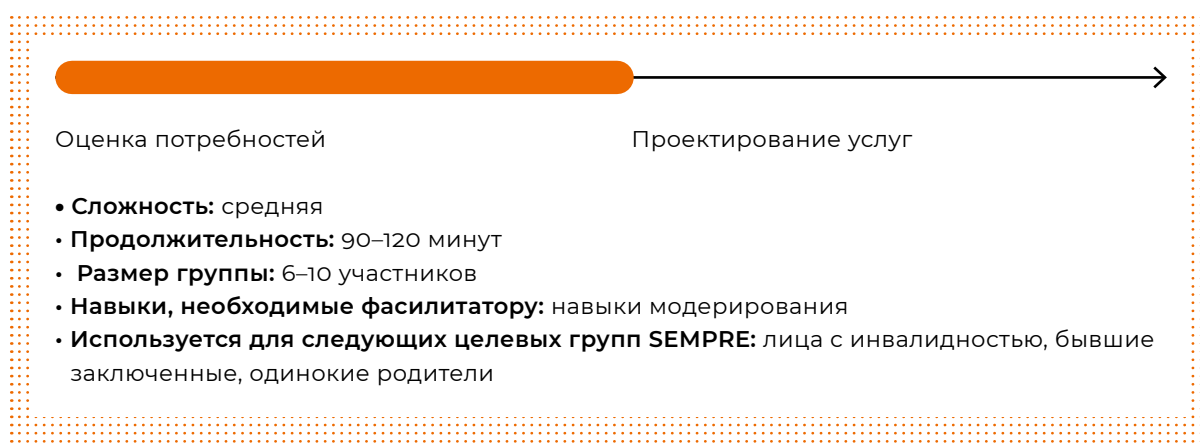 Оценка потребностей
Проектирование услуг
• Сложность: средняя
• Продолжительность: 90–120 минут
• Размер группы: 6–10 участников
• Навыки, необходимые фасилитатору: навыки модерирования
• Используется для следующих целевых групп SEMPRE: лица с инвалидностью, бывшие
заключенные, одинокие родители